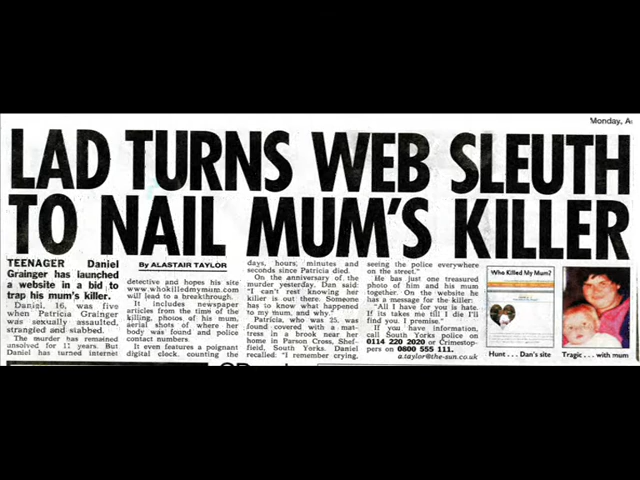 Monday, A
LAD TURNS WEB SLEUTH
TO NAIL MUM'S KILLER
TEENAGER Daniel
Grainger has launched
a website in a bid to
trap his mum's killer.
Daniel, 16, was five
when Patricia Grainger
was sexually assaulted,
strangled and stabbed.
The murder has remained
unsolved for 11 years. But
Daniel has turned internet
By ALASTAIR TAYLOR
detective and hopes his site
www.whokilledmymum.com
will lead to a breakthrough.
It includes newspaper
articles from the time of the
killing, photos of his mum,
aerial shots of where her
body was found and police
contact numbers.
It even features a poignant
digital clock, counting the
days, hours, minutes and
seconds since Patricia died.
On the anniversary of the
murder yesterday, Dan said:
"I can't rest knowing her
killer is out there. Someone
has to know what happened
to my mum, and why."
Patricia, who was 25, was
found covered with a mat-
tress in a brook near her
home in Parson Cross, Shef-
field, South Yorks. Daniel
recalled: "I remember crying,
seeing the police everywhere
on the street."
He has just one treasured
photo of him and his mum
together. On the website he
has a message for the killer:
"All I have for you is hate.
If its takes me till I die I'll
find you. I promise."
If you have information,
call South Yorks police on
0114 220 2020 or Crimestop-
pers on 0800 555 111.
a.taylor@the-sun.co.uk
Who Killed My Mum?
Hunt . . . Dan's site
Tragic . . . with mum